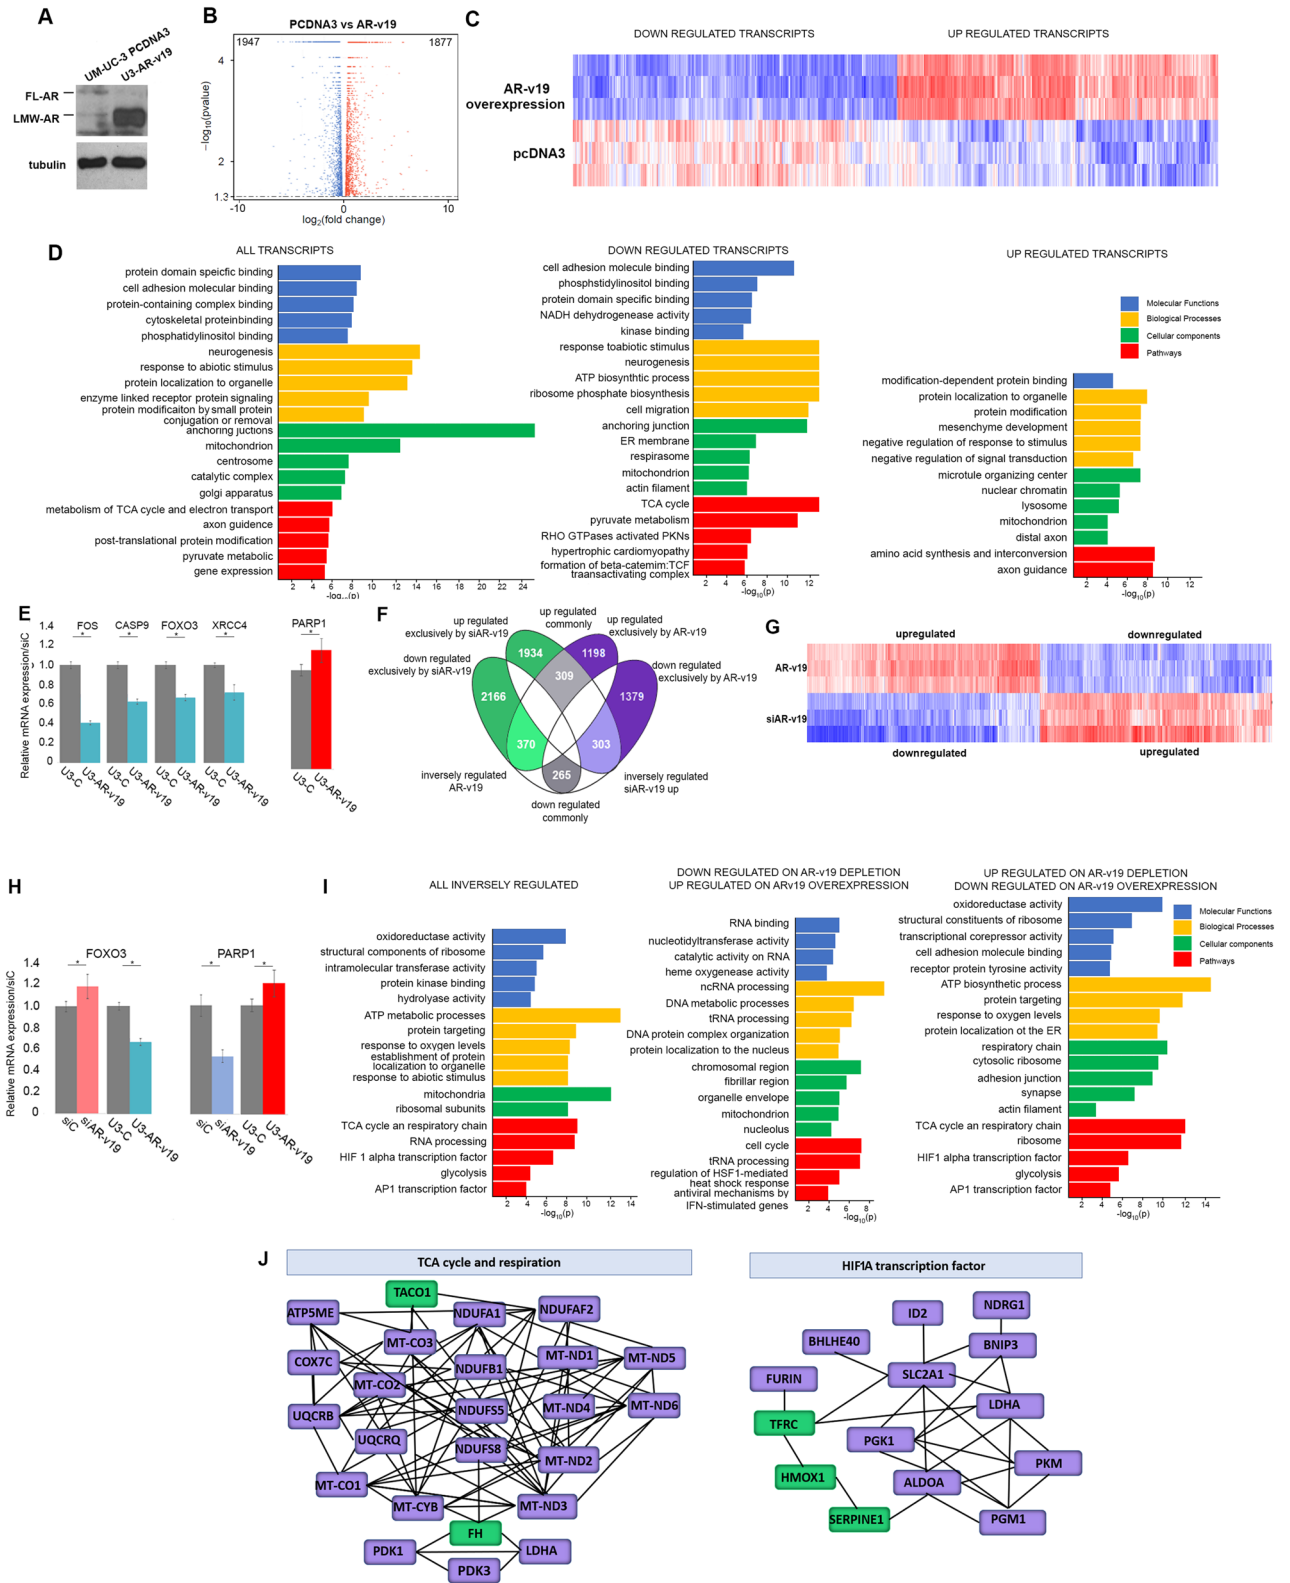 A
UM-UC-3 PCDNA3
U3-AR-v19
FL-AR
LMW-AR
tubulin
B
PCDNA3 vs AR-v19
1947
1877
4
2
1.3
-10
0
10
−log10(pvalue)
log2(fold change)
C
DOWN REGULATED TRANSCRIPTS
UP REGULATED TRANSCRIPTS
AR-v19
overexpression
pcDNA3
D
ALL TRANSCRIPTS
protein domain speicfic binding
cell adhesion molecular binding
protein-containing complex binding
cytoskeletal proteinbinding
phosphatidylinositol binding
neurogenesis
response to abiotic stimulus
protein localization to organelle
enzyme linked receptor protein signaling
protein modificaiton by small protein
conjugation or removal
anchoring juctions
mitochondrion
centrosome
catalytic complex
golgi apparatus
metabolism of TCA cycle and electron transport
axon guidance
post-translational protein modification
pyruvate metabolic
gene expression
2 4 6 8 10 12 14 16 18 20 22 24
-log10(p)
DOWN REGULATED TRANSCRIPTS
cell adhesion molecule binding
phosphstidylinositol binding
protein domain specific binding
NADH dehydrogenase activity
kinase binding
response toabiotic stimulus
neurogenesis
ATP biosynthtic process
ribosome phosphate biosynthesis
cell migration
anchoring junction
ER membrane
respirasome
mitochondrion
actin filament
TCA cycle
pyruvate metabolism
RHO GTPases activated PKNs
hypertrophic cardiomyopathy
formation of beta-catemim:TCF
transactivating complex
2 4 6 8 10 12
-log10(p)
UP REGULATED TRANSCRIPTS
Molecular Functions
Biological Processes
Cellular components
Pathways
modification-dependent protein binding
protein localization to organelle
protein modification
mesenchyme development
negative regulation of response to stimulus
negative regulation of signal transduction
microtule organizing center
nuclear chromatin
lysosome
mitochondrion
distal axon
amino acid synthesis and interconversion
axon guidance
2 4 6 8 10 12
-log10(p)
E
Relative mRNA expression/siC
1.4
1.2
1.0
0.8
0.6
0.4
0.2
0
FOS
CASP9
FOXO3
XRCC4
PARP1
* * * * *
U3-C
U3-AR-v19
U3-C
U3-AR-v19
U3-C
U3-AR-v19
U3-C
U3-AR-v19
U3-C
U3-AR-v19
F
up regulated
exclusively by siAR-v19
up regulated
commonly
up regulated
exclusively by AR-v19
down regulated
exclusively by siAR-v19
down regulated
exclusively by AR-v19
1934
1198
309
2166
1379
370
303
265
inversely regulated
AR-v19
inversely regulated
siAR-v19 up
down regulated
commonly
G
upregulated
downregulated
AR-v19
siAR-v19
downregulated
upregulated
H
Relative mRNA expression/siC
FOXO3
PARP1
1.4
1.2
1.0
0.8
0.6
0.4
0.2
0
* * * *
siC
siAR-v19
U3-C
U3-AR-v19
siC
siAR-v19
U3-C
U3-AR-v19
I
ALL INVERSELY REGULATED
oxidoreductase activity
structural components of ribosome
intramolecular transferase activity
protein kinase binding
hydrolyase activity
ATP metabolic processes
protein targeting
response to oxygen levels
establishment of protein
localization to organelle
response to abiotic stimulus
mitochondria
ribosomal subunits
TCA cycle an respiratory chain
RNA processing
HIF 1 alpha transcription factor
glycolysis
AP1 transcription factor
2 4 6 8 10 12 14
-log10(p)
DOWN REGULATED ON AR-v19 DEPLETION
UP REGULATED ON ARv19 OVEREXPRESSION
RNA binding
nucleotidyltransferase activity
catalytic activity on RNA
heme oxygenease activity
ncRNA processing
DNA metabolic processes
tRNA processing
DNA protein complex organization
protein localization to the nucleus
chromosomal region
fibrillar region
organelle envelope
mitochondrion
nucleolus
cell cycle
tRNA processing
regulation of HSF1-mediated
heat shock response
antiviral mechanisms by
IFN-stimulated genes
2 4 6 8
-log10(p)
UP REGULATED ON AR-v19 DEPLETION
DOWN REGULATED ON AR-v19 OVEREXPRESSION
oxidoreductase activity
structural constituents of ribosome
transcriptional corepresor activity
cell adhesion molecule binding
receptor protein tyrosine activity
ATP biosynthetic process
protein targeting
response to oxygen levels
protein localization ot the ER
respiratory chain
cytosolic ribosome
adhesion junction
synapse
actin filament
TCA cycle an respiratory chain
ribosome
HIF1 alpha transcription factor
glycolysis
AP1 transcription factor
2 4 6 8 10 12 14
-log10(p)
Molecular Functions
Biological Processes
Cellular components
Pathways
J
TCA cycle and respiration
TACO1
ATP5ME
NDUFA1
NDUFAF2
MT-CO3
COX7C
NDUFB1
MT-ND1
MT-ND5
MT-CO2
UQCRB
NDUFS5
MT-ND4
MT-ND6
UQCRQ
NDUFS8
MT-ND2
MT-CO1
MT-CYB
MT-ND3
FH
PDK1
LDHA
PDK3
HIF1A transcription factor
ID2
NDRG1
BHLHE40
BNIP3
FURIN
SLC2A1
TFRC
LDHA
PGK1
HMOX1
ALDOA
PKM
SERPINE1
PGM1